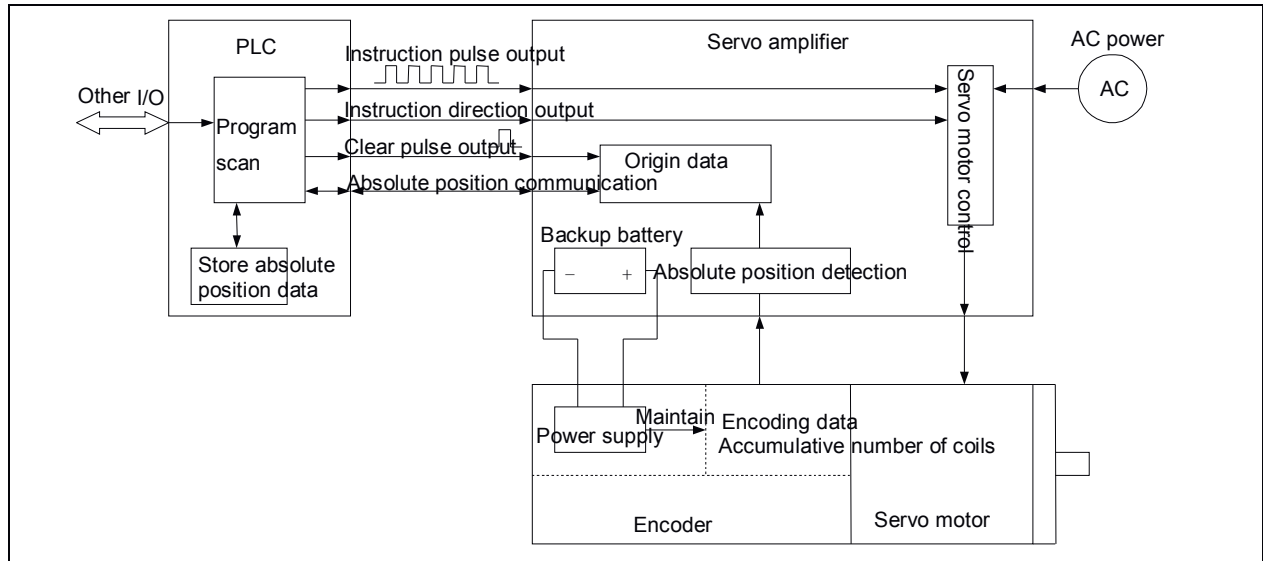 PLC
Servo amplifier
AC power
Instruction pulse output
AC
Other I/O
Instruction direction output
Program
scan
Clear pulse output
Origin data
Absolute position communication
Servo motor control
Backup battery
− +
Absolute position detection
Store absolute
position data
Maintain
Encoding data
Power supply
Accumulative number of coils
Encoder
Servo motor